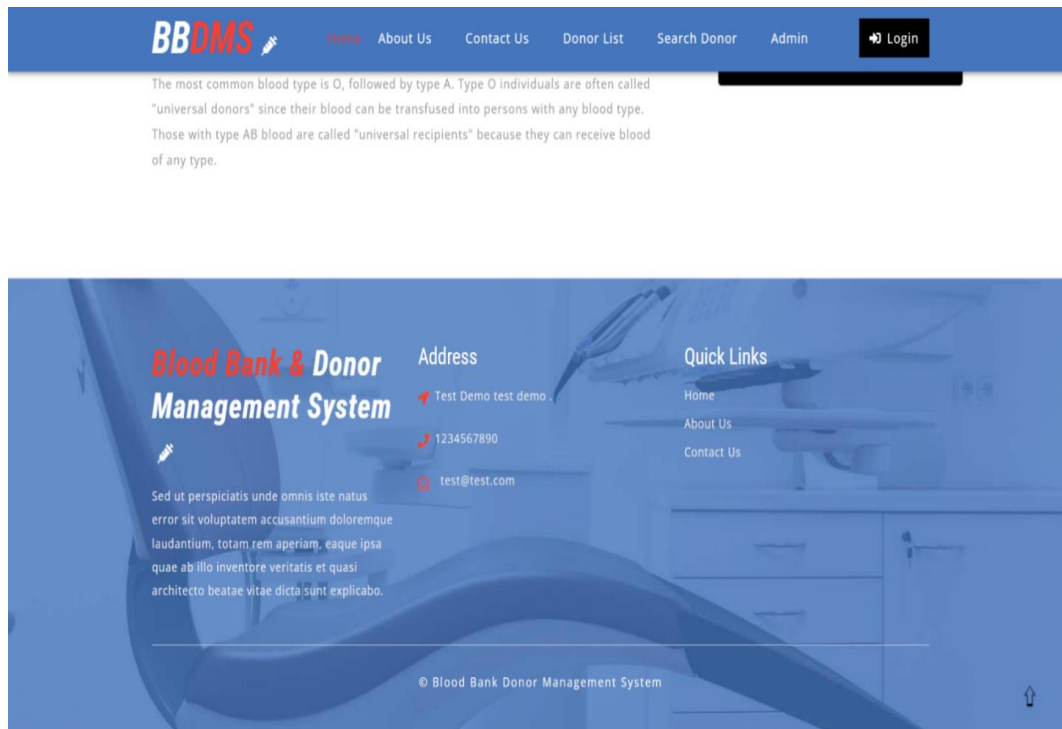 BBDMS
Home About Us Contact Us Donor List Search Donor Admin Login
The most common blood type is O, followed by type A. Type O individuals are often called
"universal donors" since their blood can be transfused into persons with any blood type.
Those with type AB blood are called "universal recipients" because they can receive blood
of any type.
Blood Bank & Donor
Management System
Sed ut perspiciatis unde omnis iste natus
error sit voluptatem accusantium doloremque
laudantium, totam rem aperiam, eaque ipsa
quae ab illo inventore veritatis et quasi
architecto beatae vitae dicta sunt explicabo.
Address
Test Demo test demo .
1234567890
test@test.com
Quick Links
Home
About Us
Contact Us
© Blood Bank Donor Management System